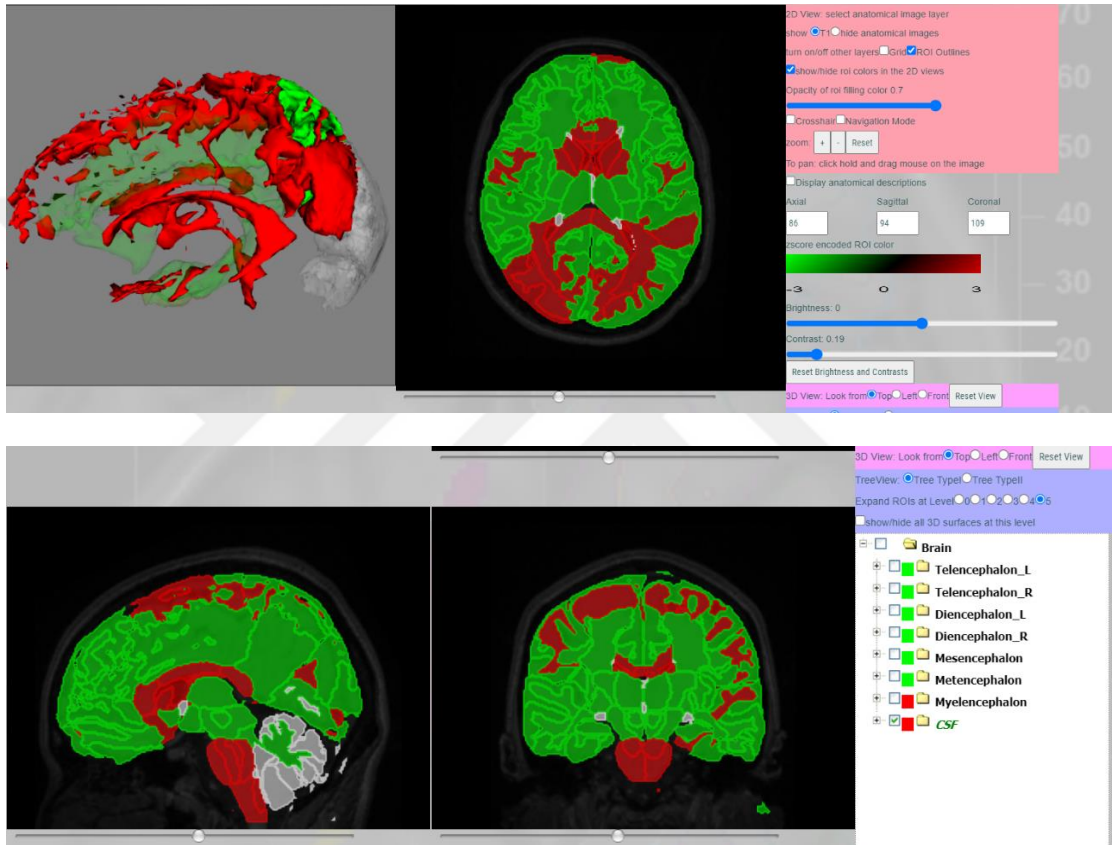 2D View: select anatomical image layer
show T1 hide anatomical images
turn on/off other layers Grid ROI Outlines
show/hide roi colors in the 2D views
Opacity of roi filling color 0.7
Crosshair Navigation Mode
zoom: + - Reset
To pan: click hold and drag mouse on the image
Display anatomical descriptions
Axial Sagittal Coronal
86 94 109
zscore encoded ROI color
-3 0 3
Brightness: 0
Contrast: 0.19
Reset Brightness and Contrasts
3D View: Look from Top Left Front Reset View
70
60
50
40
30
20
3D View: Look from Top Left Front Reset View
TreeView: Tree TypeI Tree TypeII
Expand ROIs at Level 0 1 2 3 4 5
show/hide all 3D surfaces at this level
Brain
Telencephalon_L
Telencephalon_R
Diencephalon_L
Diencephalon_R
Mesencephalon
Metencephalon
Myelencephalon
CSF